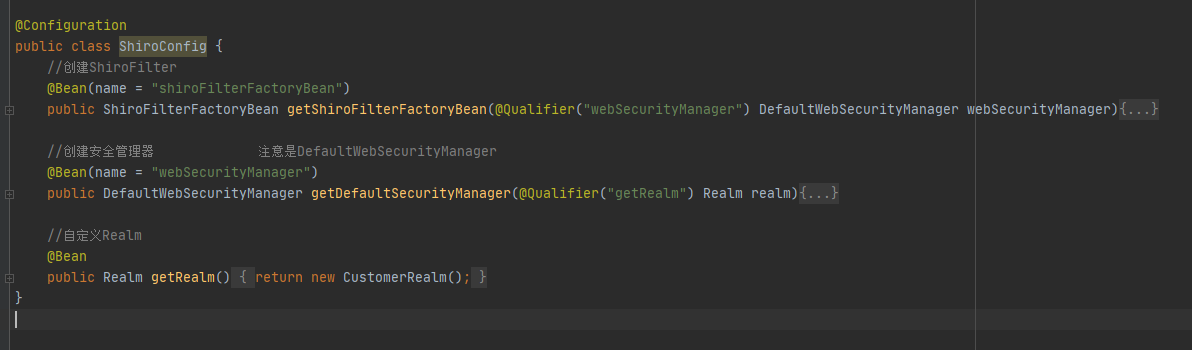 @Configuration
public class ShiroConfig {
//创建ShiroFilter
@Bean(name = "shiroFilterFactoryBean")
public ShiroFilterFactoryBean getShiroFilterFactoryBean(@Qualifier("webSecurityManager") DefaultWebSecurityManager webSecurityManager){...}
//创建安全管理器 注意是DefaultWebSecurityManager
@Bean(name = "webSecurityManager")
public DefaultWebSecurityManager getDefaultSecurityManager(@Qualifier("getRealm") Realm realm){...}
//自定义Realm
@Bean
public Realm getRealm() { return new CustomerRealm(); }
}